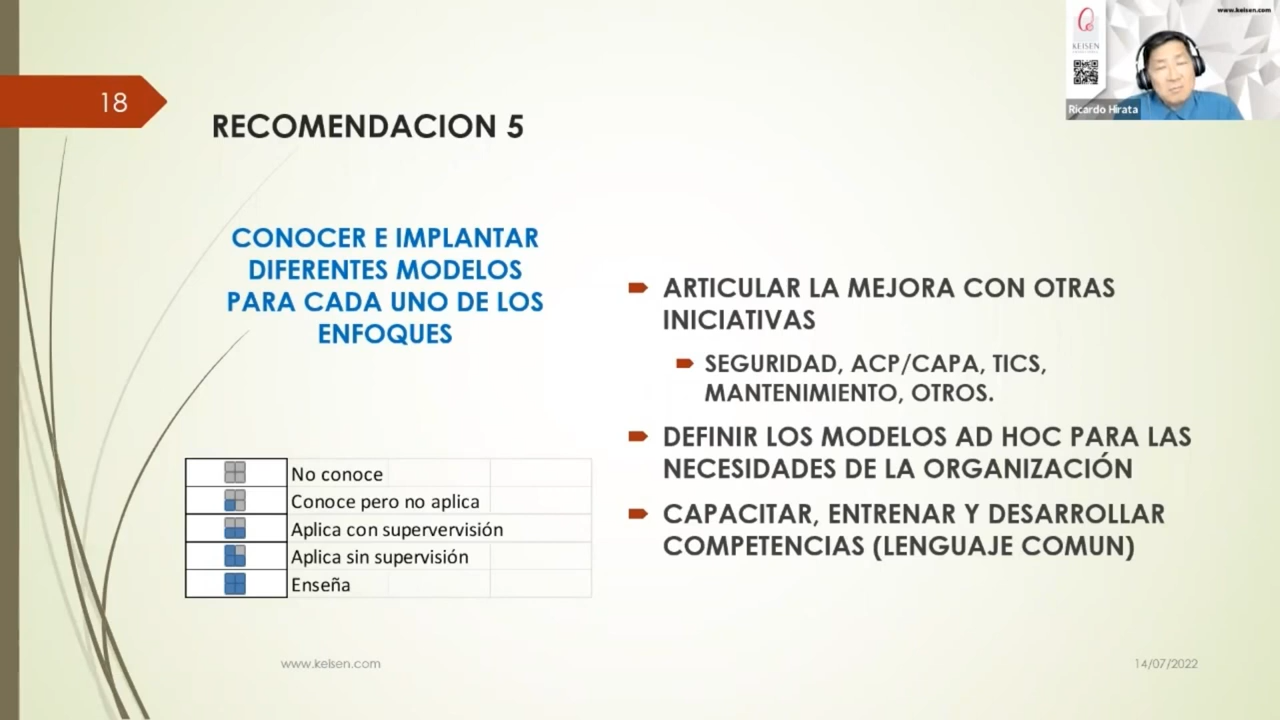 18
RECOMENDACION 5
CONOCER E IMPLANTAR
DIFERENTES MODELOS
PARA CADA UNO DE LOS
ENFOQUES
No conoce
Conoce pero no aplica
Aplica con supervervisión
Aplica sin supervisión
Enseña
ARTICULAR LA MEJORA CON OTRAS
INICIATIVAS
SEGURIDAD, ACP/CAPA, TICS,
MANTENIMIENTO, OTROS.
DEFINIR LOS MODELOS AD HOC PARA LAS
NECESIDADES DE LA ORGANIZACIÓN
CAPACITAR, ENTRENAR Y DESARROLLAR
COMPETENCIAS (LENGUAJE COMUN)
www.keisen.com
14/07/2022
www.keisen.com
KEISEN
Ricardo Hirata